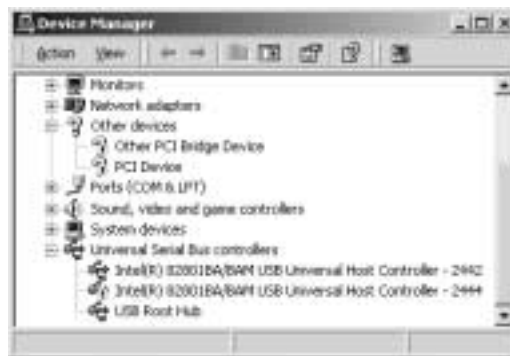 Device Manager
Action View
Monitors
Network adapters
Other devices
Other PCI Bridge Device
PCI Device
Ports (COM & LPT)
Sound, video and game controllers
System devices
Universal Serial Bus controllers
Intel(R) 82801BA/BAM USB Universal Host Controller - 2442
Intel(R) 82801BA/BAM USB Universal Host Controller - 2444
USB Root Hub